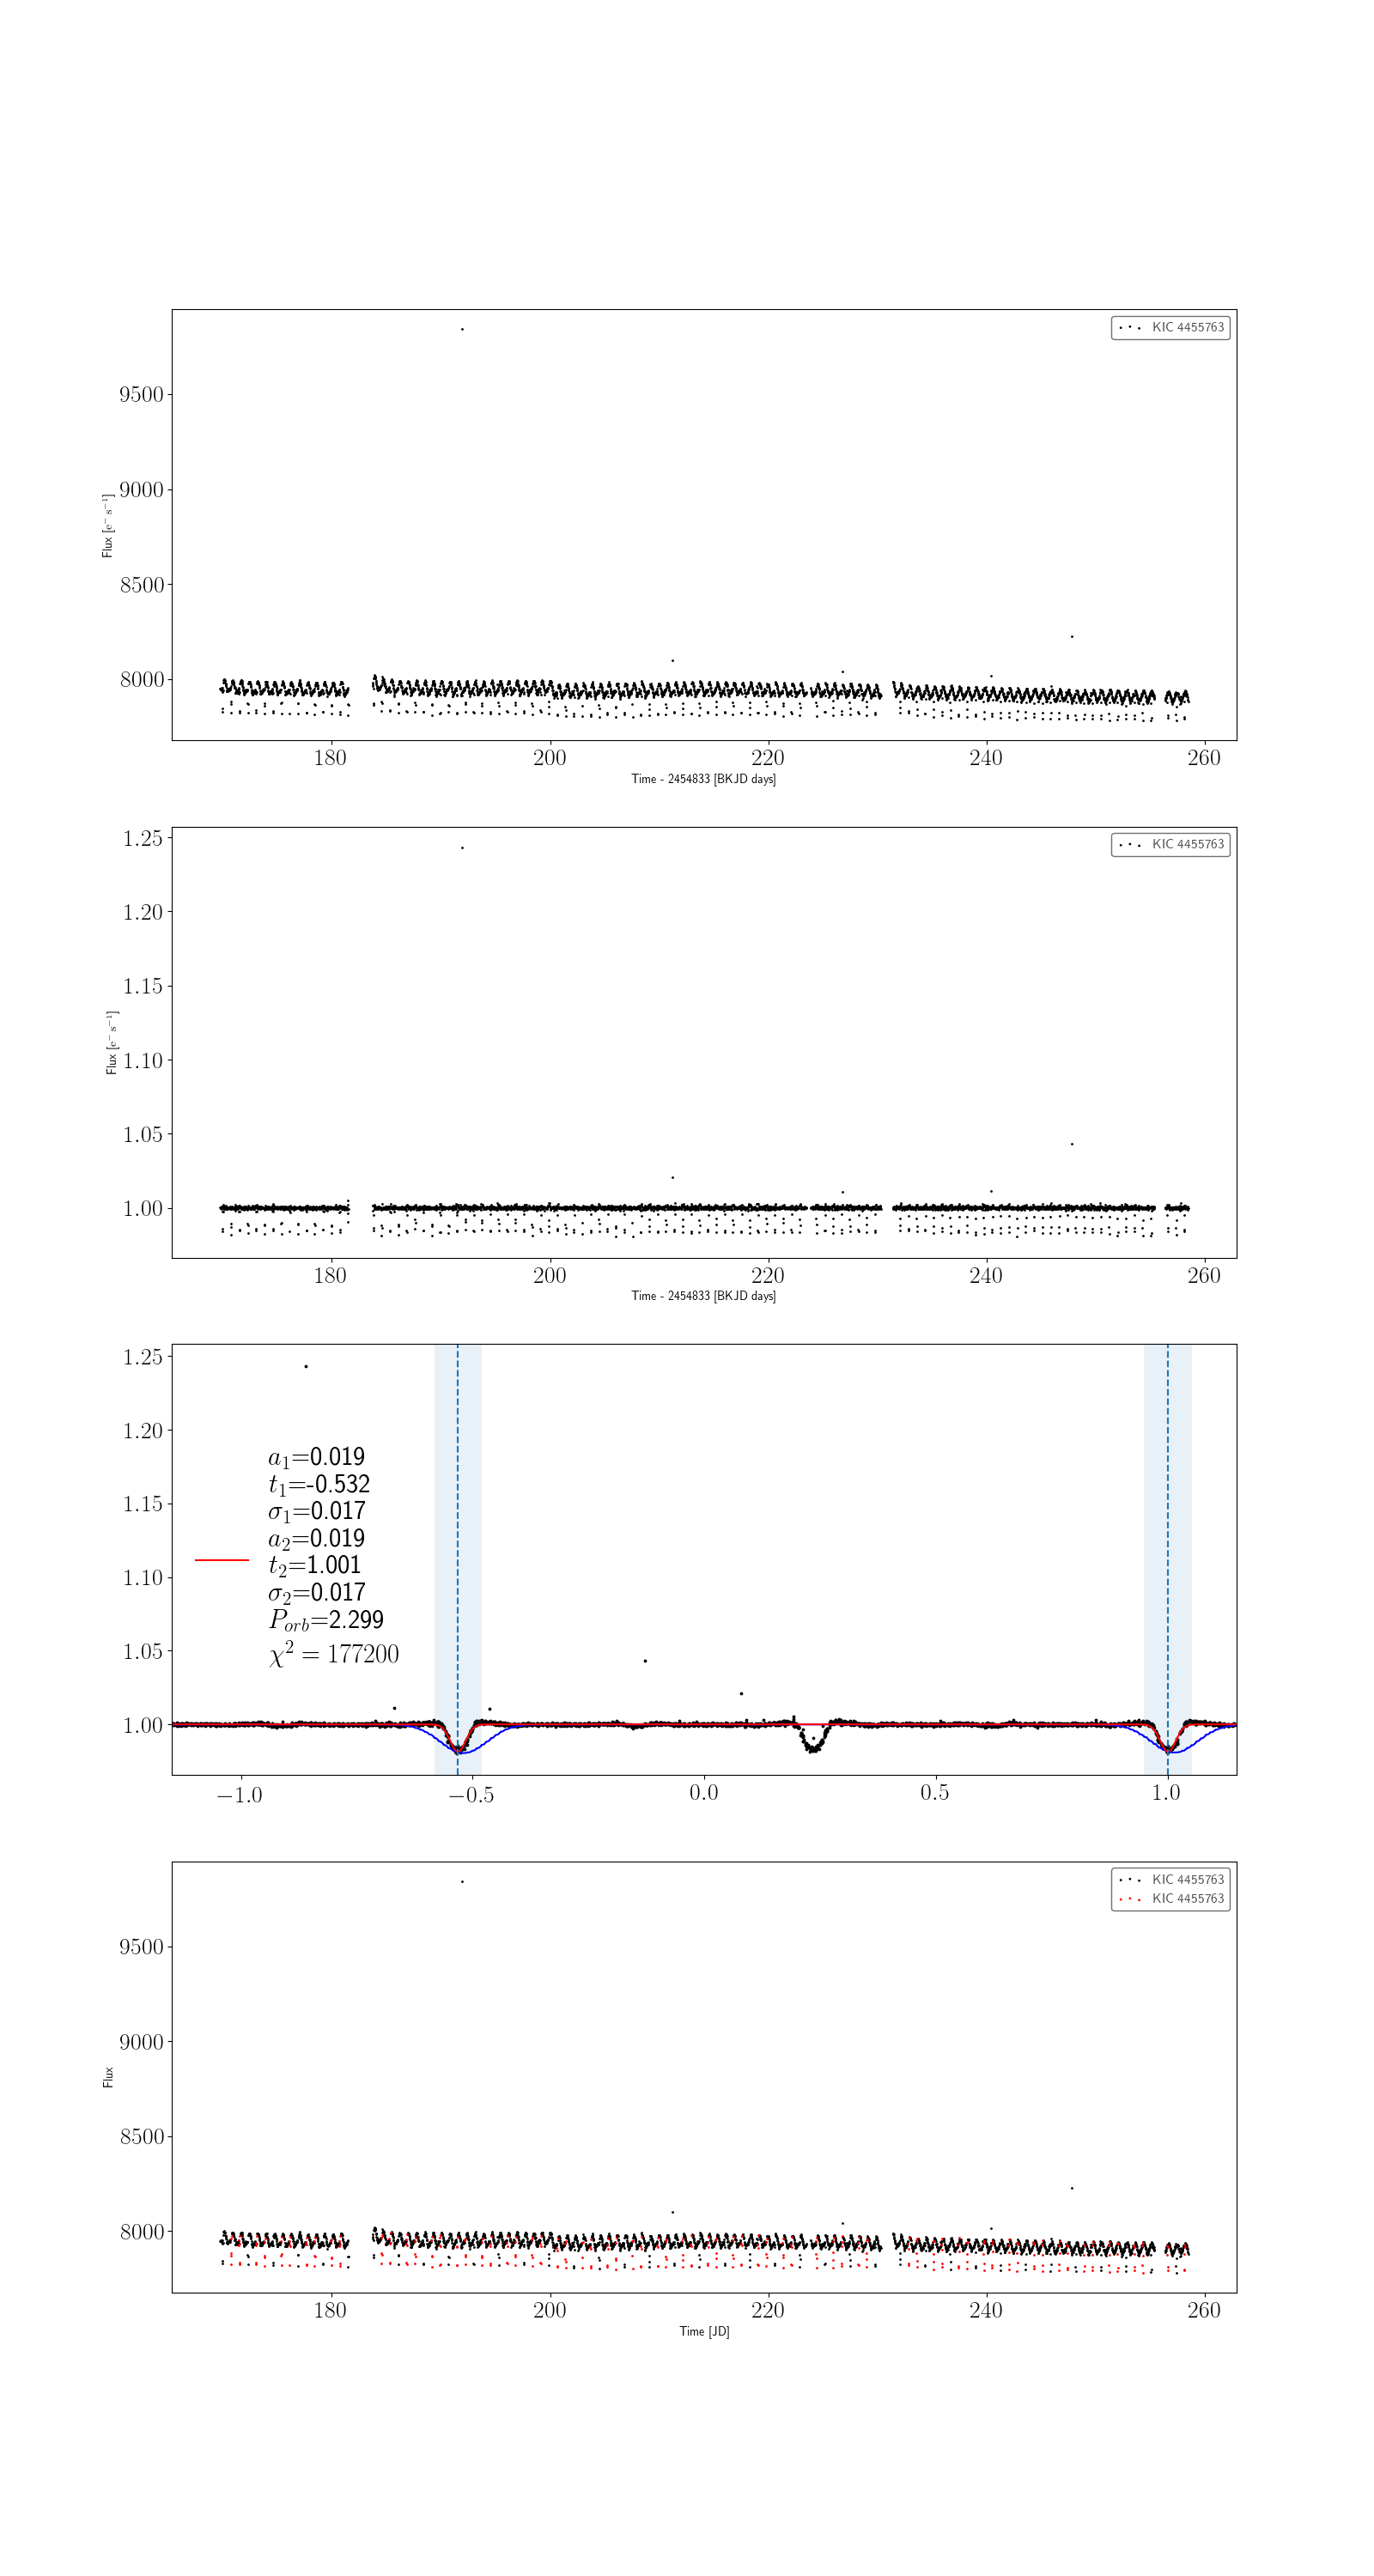 KIC 4455763
9500
9000
8500
8000
Flux [e⁻ s⁻¹]
180 200 220 240 260
Time - 2454833 [BKJD days]
KIC 4455763
1.25
1.20
1.15
1.10
1.05
1.00
Flux [e⁻ s⁻¹]
180 200 220 240 260
Time - 2454833 [BKJD days]
1.25
1.20
1.15
1.10
1.05
1.00
a₁=0.019
t₁=-0.532
σ₁=0.017
a₂=0.019
t₂=1.001
σ₂=0.017
P_orb=2.299
χ² = 177200
−1.0 −0.5 0.0 0.5 1.0
KIC 4455763
KIC 4455763
9500
9000
8500
8000
Flux
180 200 220 240 260
Time [JD]